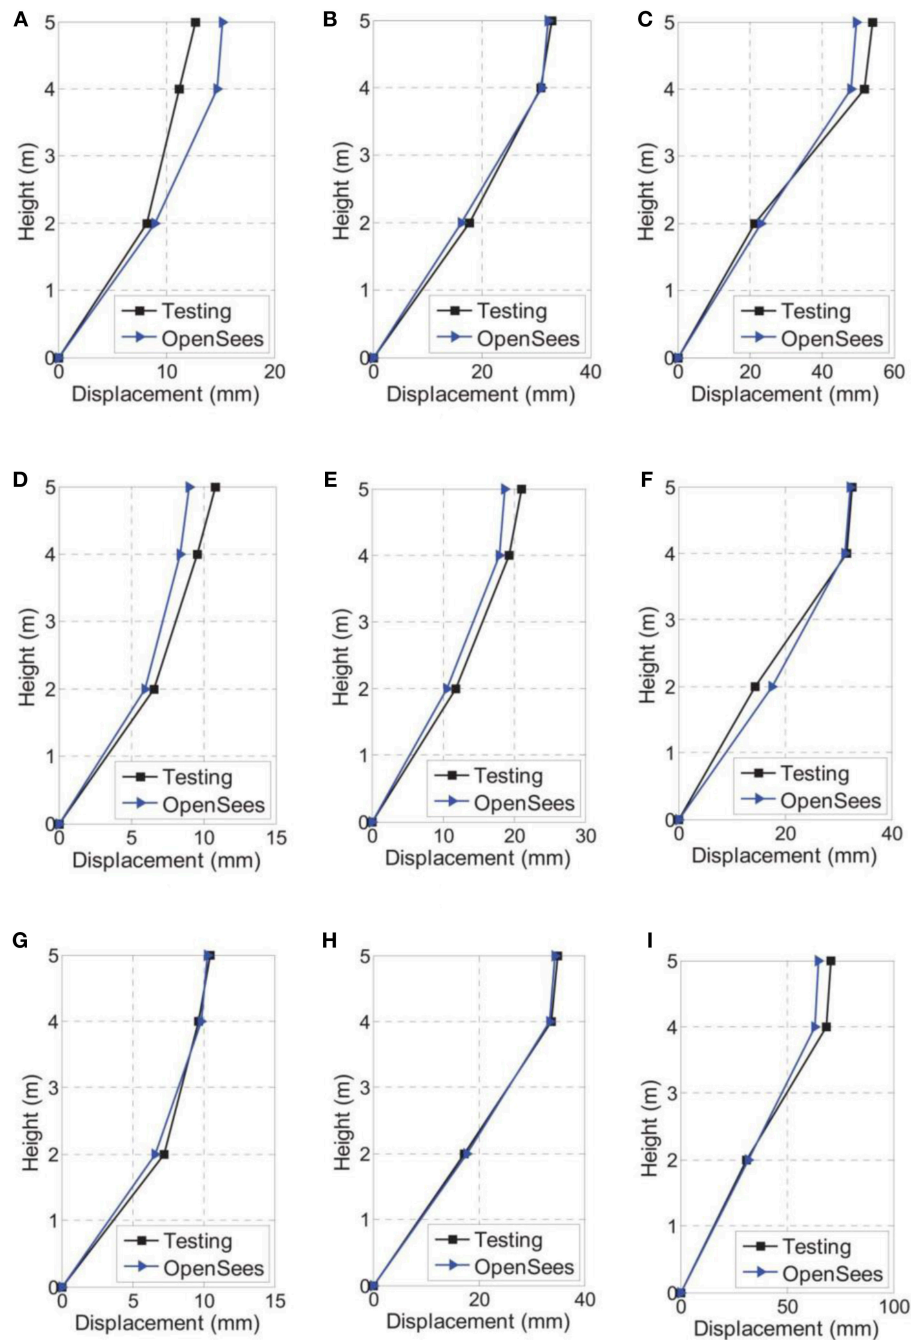 A
5
4
3
2
1
0
Height (m)
Testing
OpenSees
0 10 20
Displacement (mm)
B
5
4
3
2
1
0
Height (m)
Testing
OpenSees
0 20 40
Displacement (mm)
C
5
4
3
2
1
0
Height (m)
Testing
OpenSees
0 20 40 60
Displacement (mm)
D
5
4
3
2
1
0
Height (m)
Testing
OpenSees
0 5 10 15
Displacement (mm)
E
5
4
3
2
1
0
Height (m)
Testing
OpenSees
0 10 20 30
Displacement (mm)
F
5
4
3
2
1
0
Height (m)
Testing
OpenSees
0 20 40
Displacement (mm)
G
5
4
3
2
1
0
Height (m)
Testing
OpenSees
0 5 10 15
Displacement (mm)
H
5
4
3
2
1
0
Height (m)
Testing
OpenSees
0 20 40
Displacement (mm)
I
5
4
3
2
1
0
Height (m)
Testing
OpenSees
0 50 100
Displacement (mm)